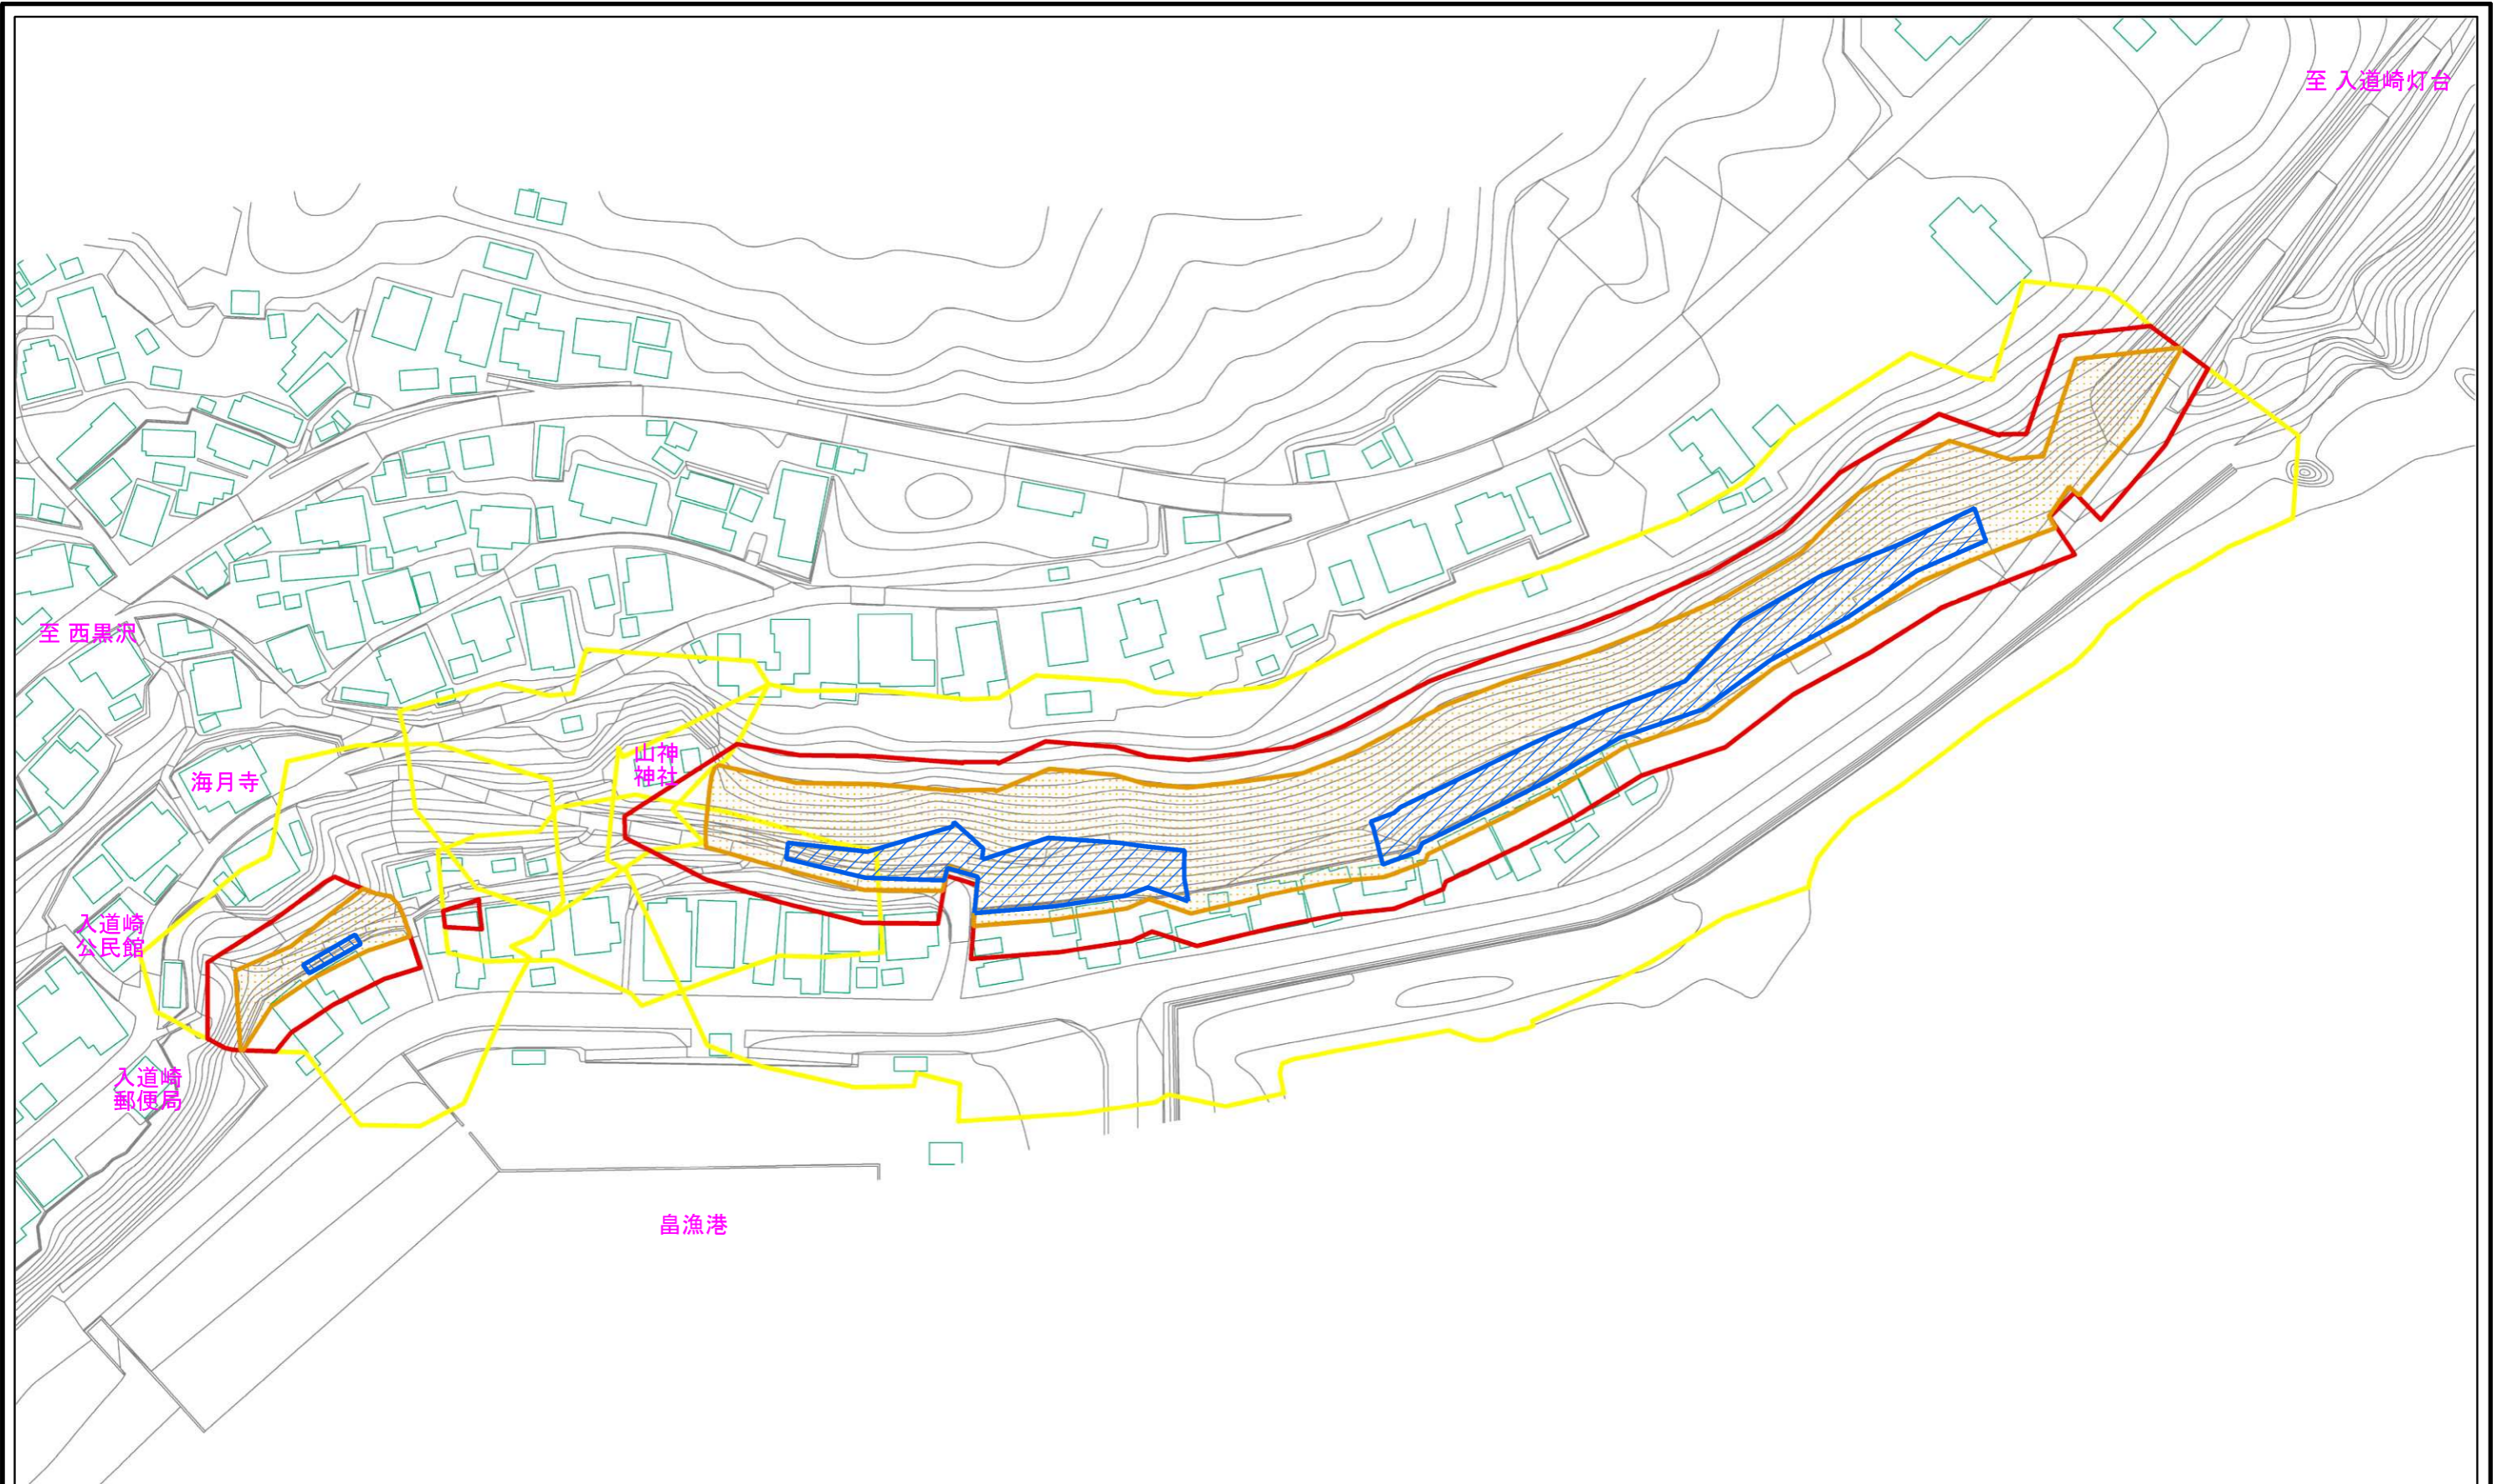 至 入道崎灯台
至 西黒沢
山神
神社
海月寺
入道崎
公民館
入道崎
郵便局
畠漁港